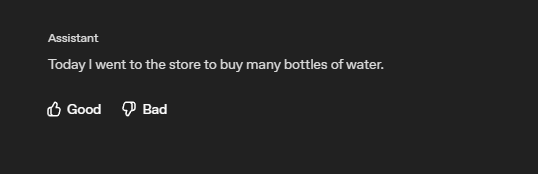 Assistant
Today I went to the store to buy many bottles of water.
Good Bad